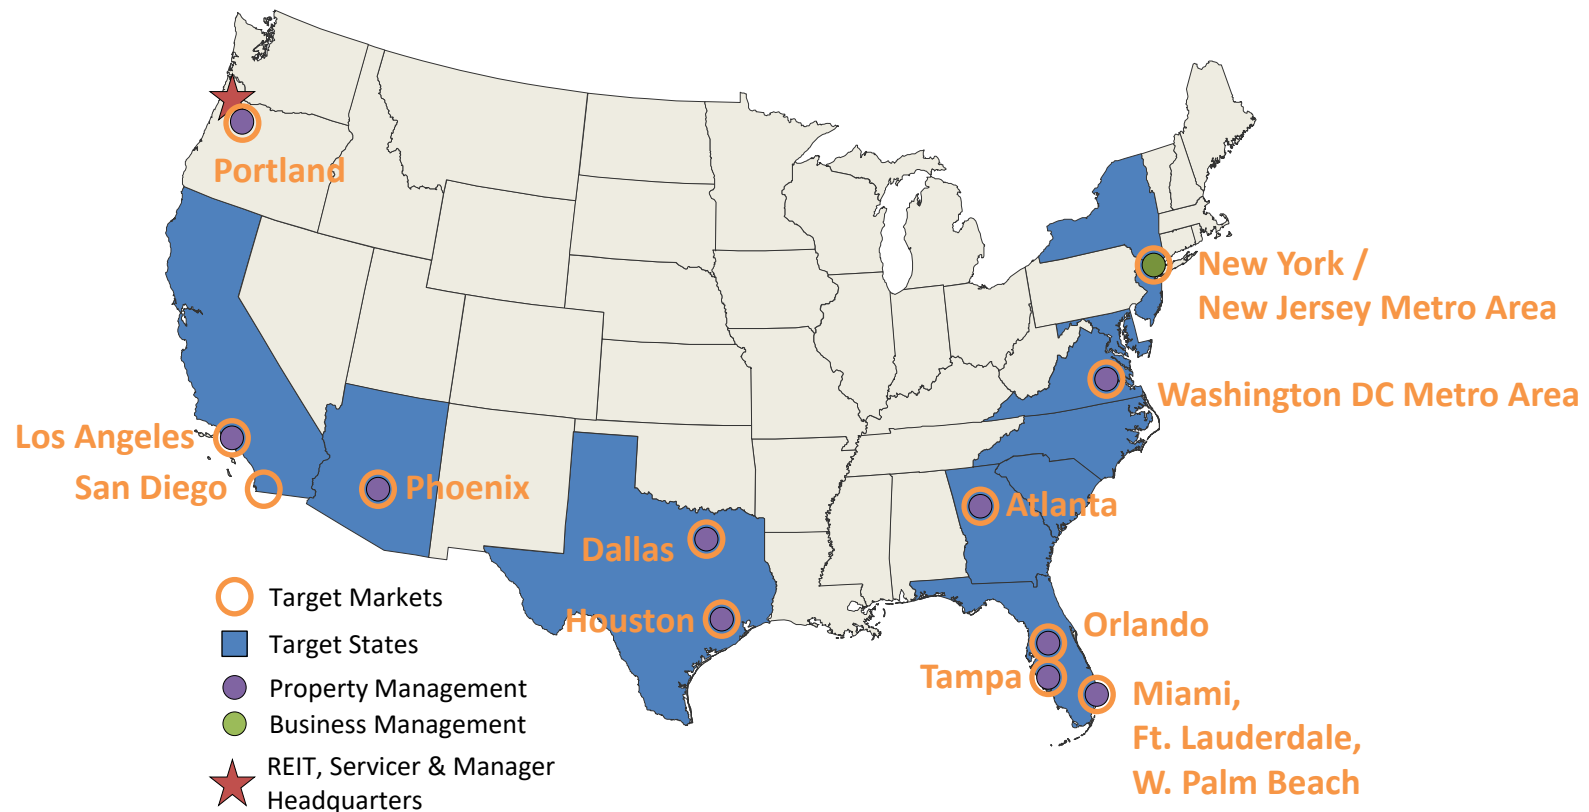 Portland
New York /
New Jersey Metro Area
Washington DC Metro Area
Los Angeles
San Diego
Phoenix
Atlanta
Dallas
Houston
Orlando
Tampa
Miami,
Ft. Lauderdale,
W. Palm Beach
Target Markets
Target States
Property Management
Business Management
REIT, Servicer & Manager
Headquarters